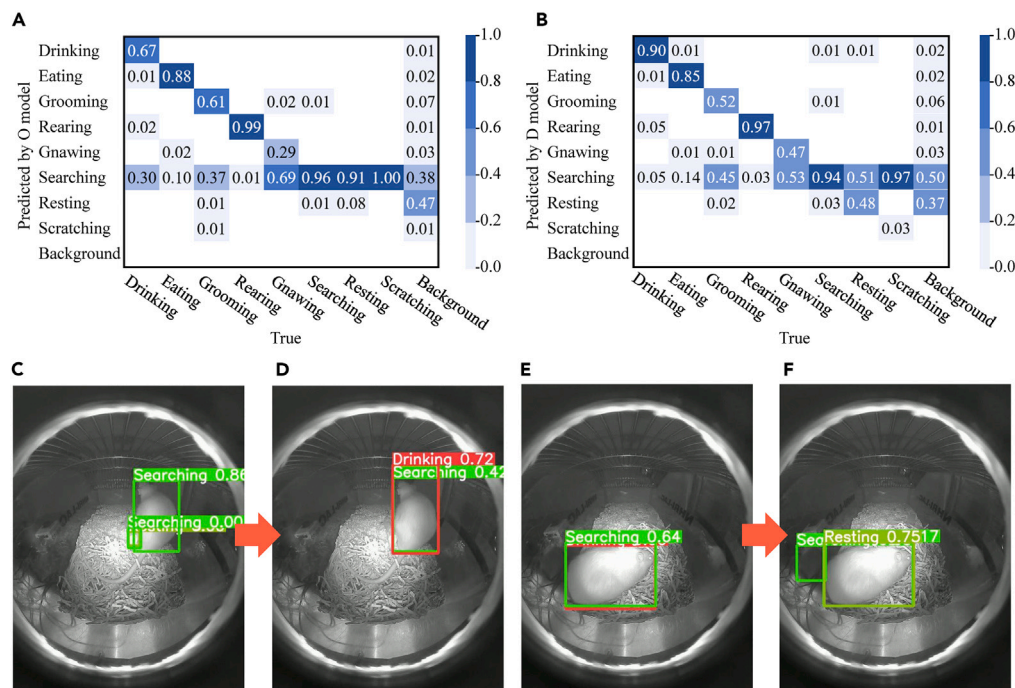 A
Predicted by O model
Drinking 0.67 0.01
Eating 0.01 0.88 0.02
Grooming 0.61 0.02 0.01 0.07
Rearing 0.02 0.99 0.01
Gnawing 0.02 0.29 0.03
Searching 0.30 0.10 0.37 0.01 0.69 0.96 0.91 1.00 0.38
Resting 0.01 0.01 0.08 0.47
Scratching 0.01 0.01
Background
Drinking Eating Grooming Rearing Gnawing Searching Resting Scratching Background
True
1.0
0.8
0.6
0.4
0.2
0.0
B
Predicted by D model
Drinking 0.90 0.01 0.01 0.01 0.02
Eating 0.01 0.85 0.02
Grooming 0.52 0.01 0.06
Rearing 0.05 0.97 0.01
Gnawing 0.01 0.01 0.47 0.03
Searching 0.05 0.14 0.45 0.03 0.53 0.94 0.51 0.97 0.50
Resting 0.02 0.03 0.48 0.37
Scratching 0.03
Background
Drinking Eating Grooming Rearing Gnawing Searching Resting Scratching Background
True
1.0
0.8
0.6
0.4
0.2
0.0
C
Searching 0.86
Searching 0.00
D
Drinking 0.72
Searching 0.42
E
Searching 0.64
F
Sea
Resting 0.7517